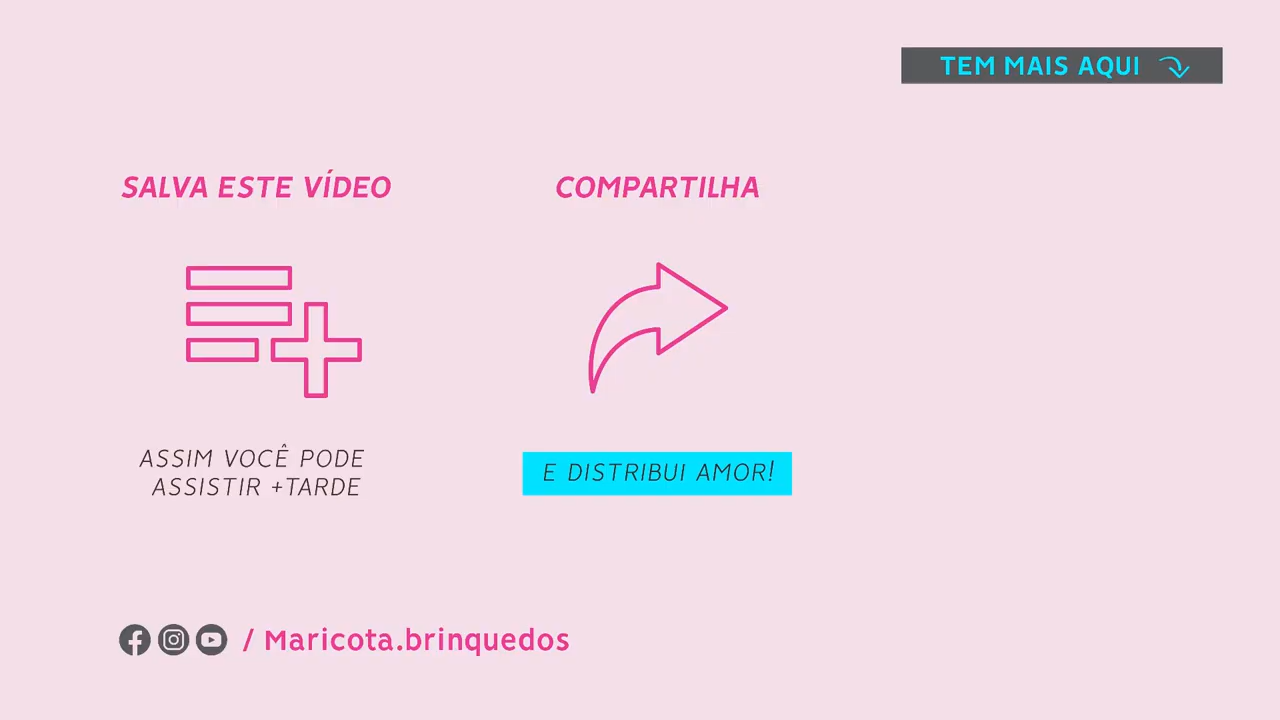 TEM MAIS AQUI
SALVA ESTE VÍDEO
COMPARTILHA
ASSIM VOCÊ PODE
ASSISTIR +TARDE
E DISTRIBUI AMOR!
/ Maricota.brinquedos